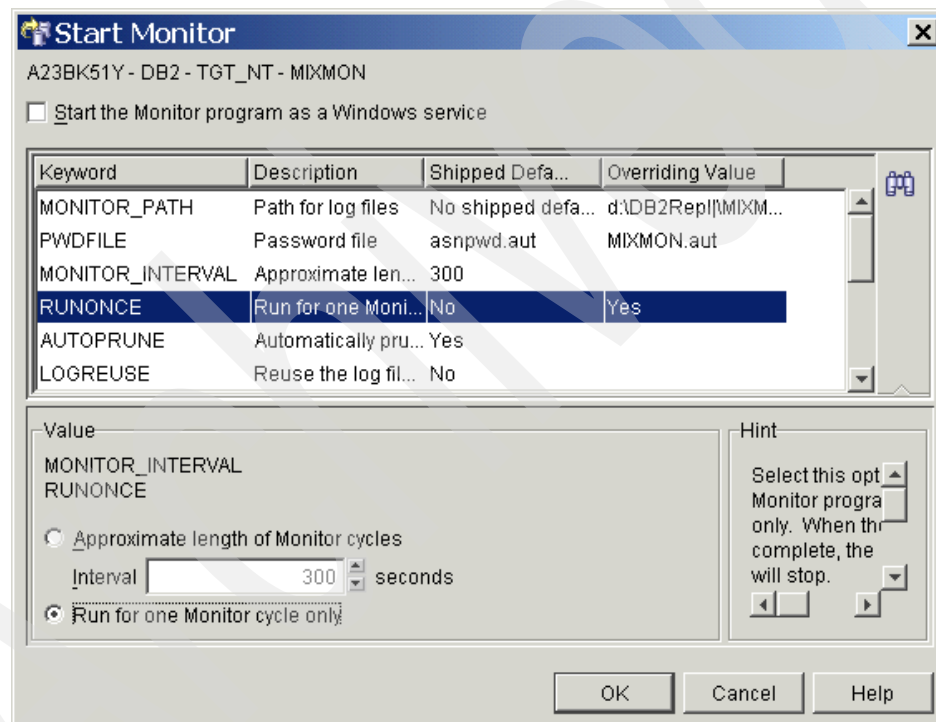 Start Monitor
A23BK51Y - DB2 - TGT_NT - MIXMON
Start the Monitor program as a Windows service
Keyword Description Shipped Defa... Overriding Value
MONITOR_PATH Path for log files No shipped defa... d:\DB2Repl\MIXM...
PWDFILE Password file asnpwd.aut MIXMON.aut
MONITOR_INTERVAL Approximate len... 300
RUNONCE Run for one Moni... No Yes
AUTOPRUNE Automatically pru... Yes
LOGREUSE Reuse the log fil... No
Value
MONITOR_INTERVAL
RUNONCE
Approximate length of Monitor cycles
Interval 300 seconds
Run for one Monitor cycle only
Hint
Select this opt
Monitor progra
only. When th
complete, the
will stop.
OK Cancel Help